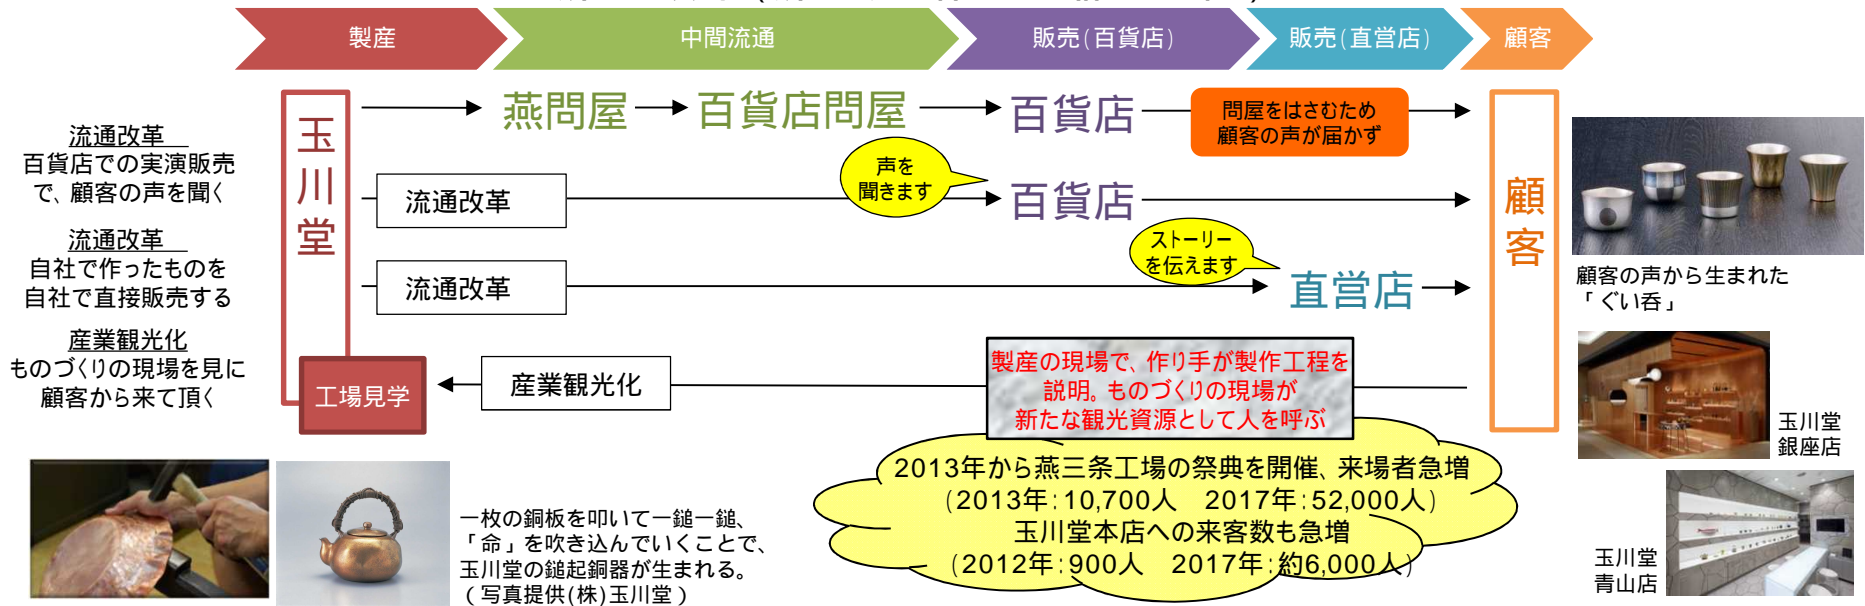 製産
中間流通
販売(百貨店)
販売(直営店)
顧客
玉川堂
燕問屋
百貨店問屋
百貨店
問屋をはさむため
顧客の声が届かず
顧客
流通改革
百貨店での実演販売
で、顧客の声を聞く
流通改革
声を
聞きます
百貨店
流通改革
自社で作ったものを
自社で直接販売する
流通改革
ストーリー
を伝えます
直営店
産業観光化
ものづくりの現場を見に
顧客から来て頂く
工場見学
産業観光化
製産の現場で、作り手が製作工程を
説明。ものづくりの現場が
新たな観光資源として人を呼ぶ
2013年から燕三条工場の祭典を開催、来場者急増
(2013年:10,700人　2017年:52,000人)
玉川堂本店への来客数も急増
(2012年:900人　2017年:約6,000人)
顧客の声から生まれた
「ぐい呑」
玉川堂
銀座店
玉川堂
青山店
一枚の銅板を叩いて一鎚一鎚、
「命」を吹き込んでいくことで、
玉川堂の鎚起銅器が生まれる。
(写真提供(株)玉川堂)